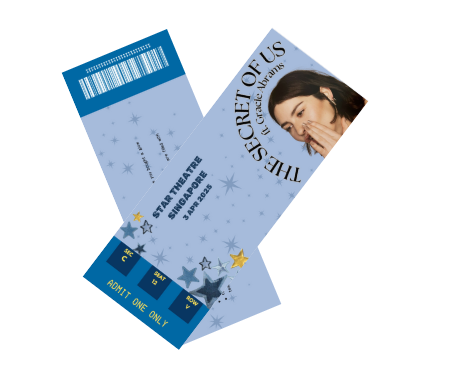 THE SECRET OF US
ft. Gracie Abrams
STAR THEATRE
SINGAPORE
3 APR 2025
SEC
C
SEAT
12
ROW
V
ADMIT ONE ONLY